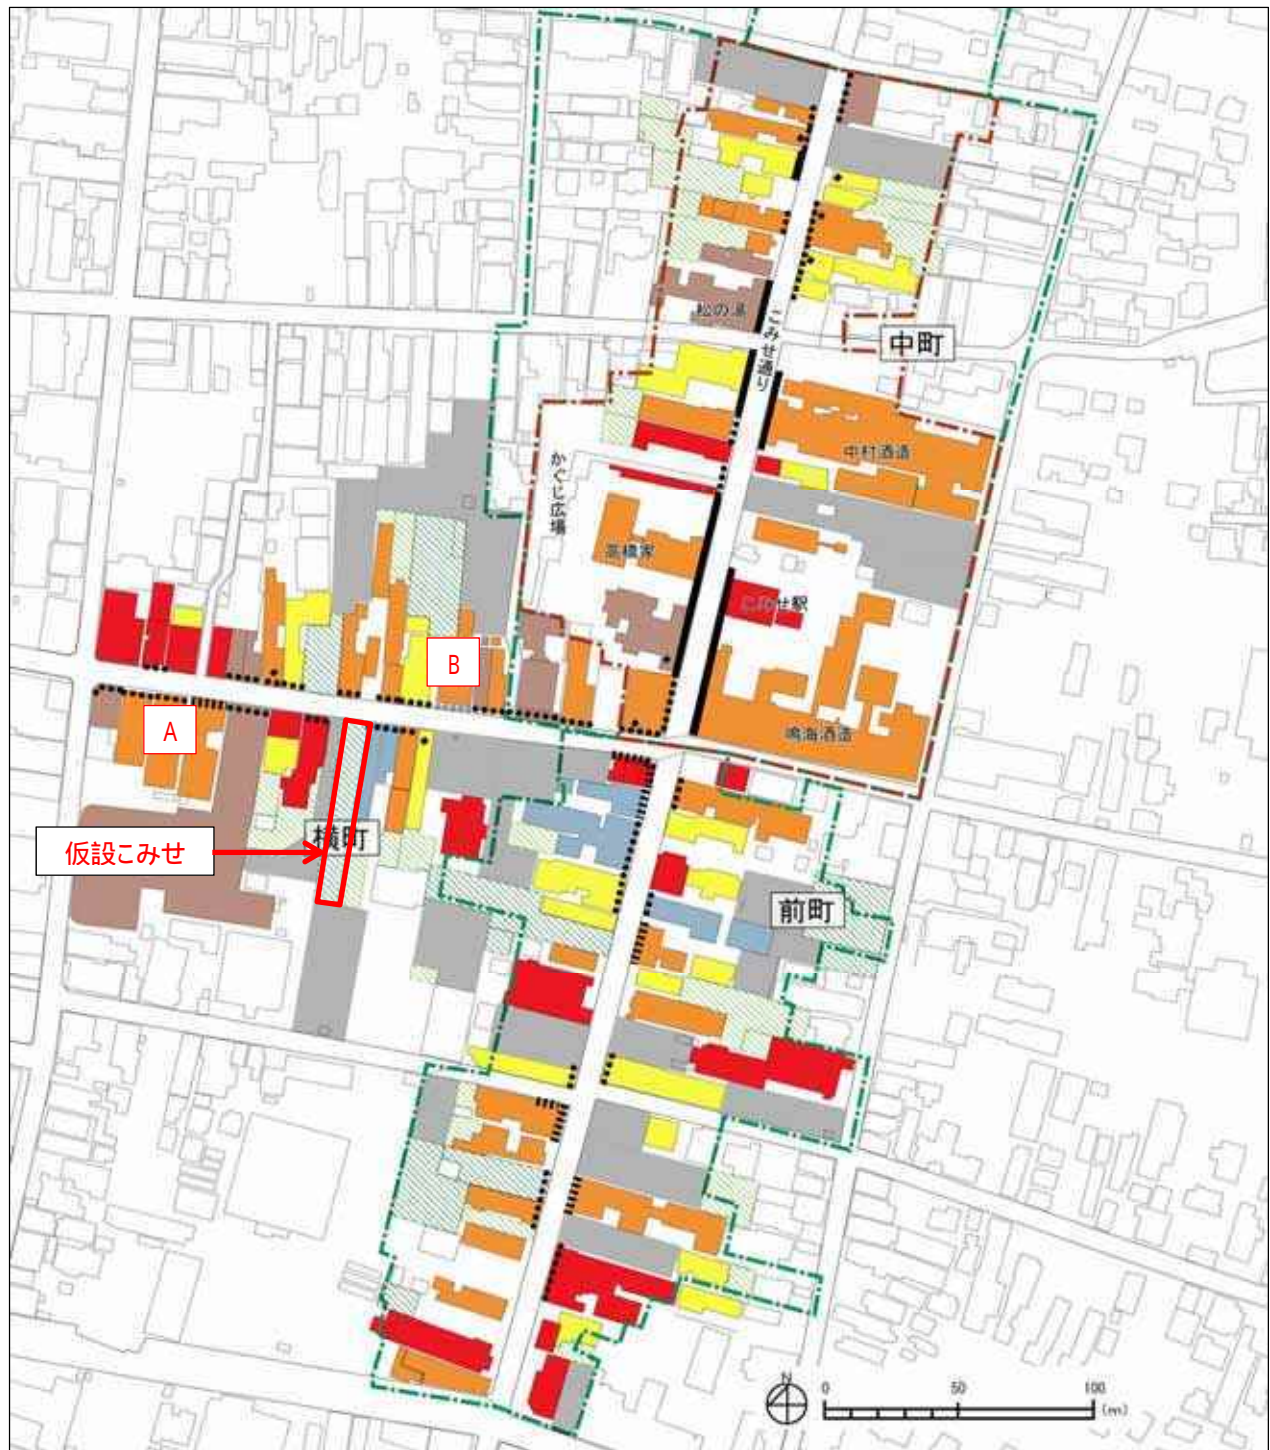 松の湯
こみせ通り
中町
中村酒造
かぐじ広場
高橋家
こみせ駅
鳴海酒造
B
A
横町
仮設こみせ
前町
N
0 50 100
(m)